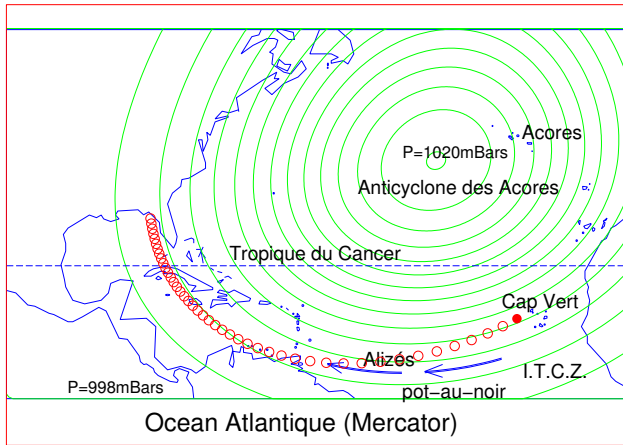 Acores
P=1020mBars
Anticyclone des Acores
Tropique du Cancer
Cap Vert
Alizés
I.T.C.Z.
P=998mBars
pot-au-noir
Ocean Atlantique (Mercator)